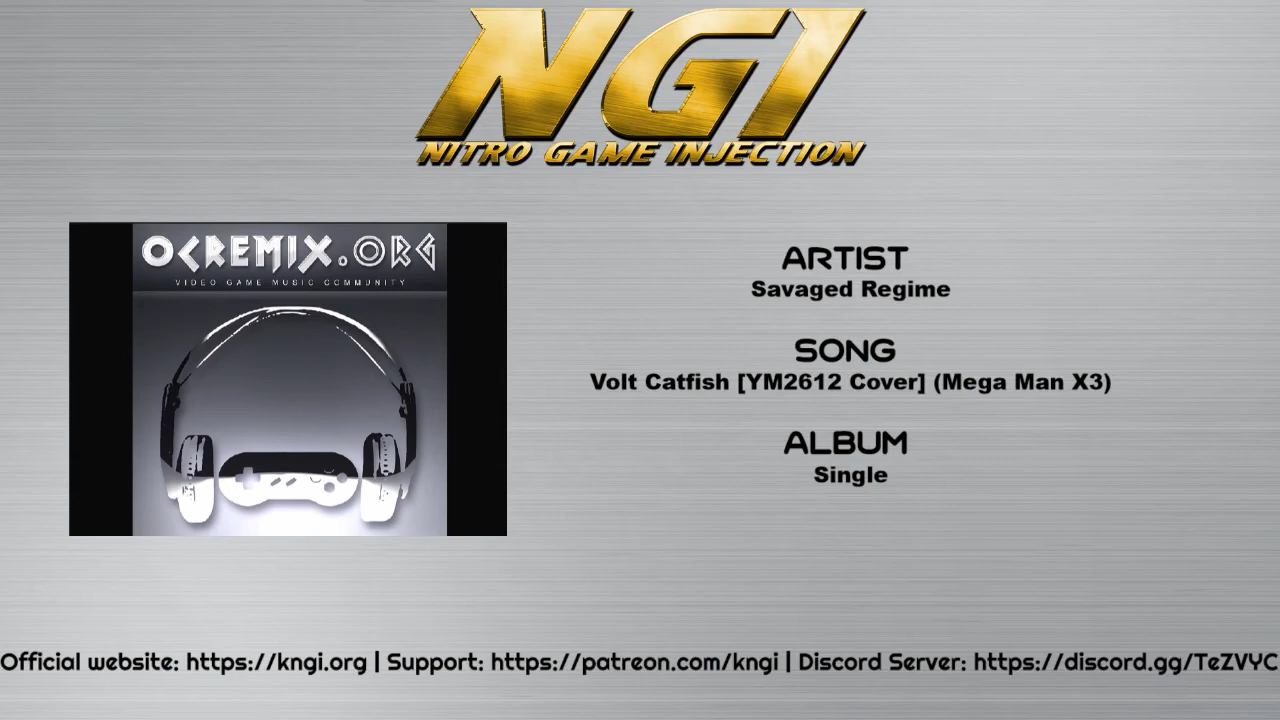 NGI
NITRO GAME INJECTION
OCREMIX.ORG
VIDEO GAME MUSIC COMMUNITY
ARTIST
Savaged Regime
SONG
Volt Catfish [YM2612 Cover] (Mega Man X3)
ALBUM
Single
Official website: https://kngi.org | Support: https://patreon.com/kngi | Discord Server: https://discord.gg/TeZVYC